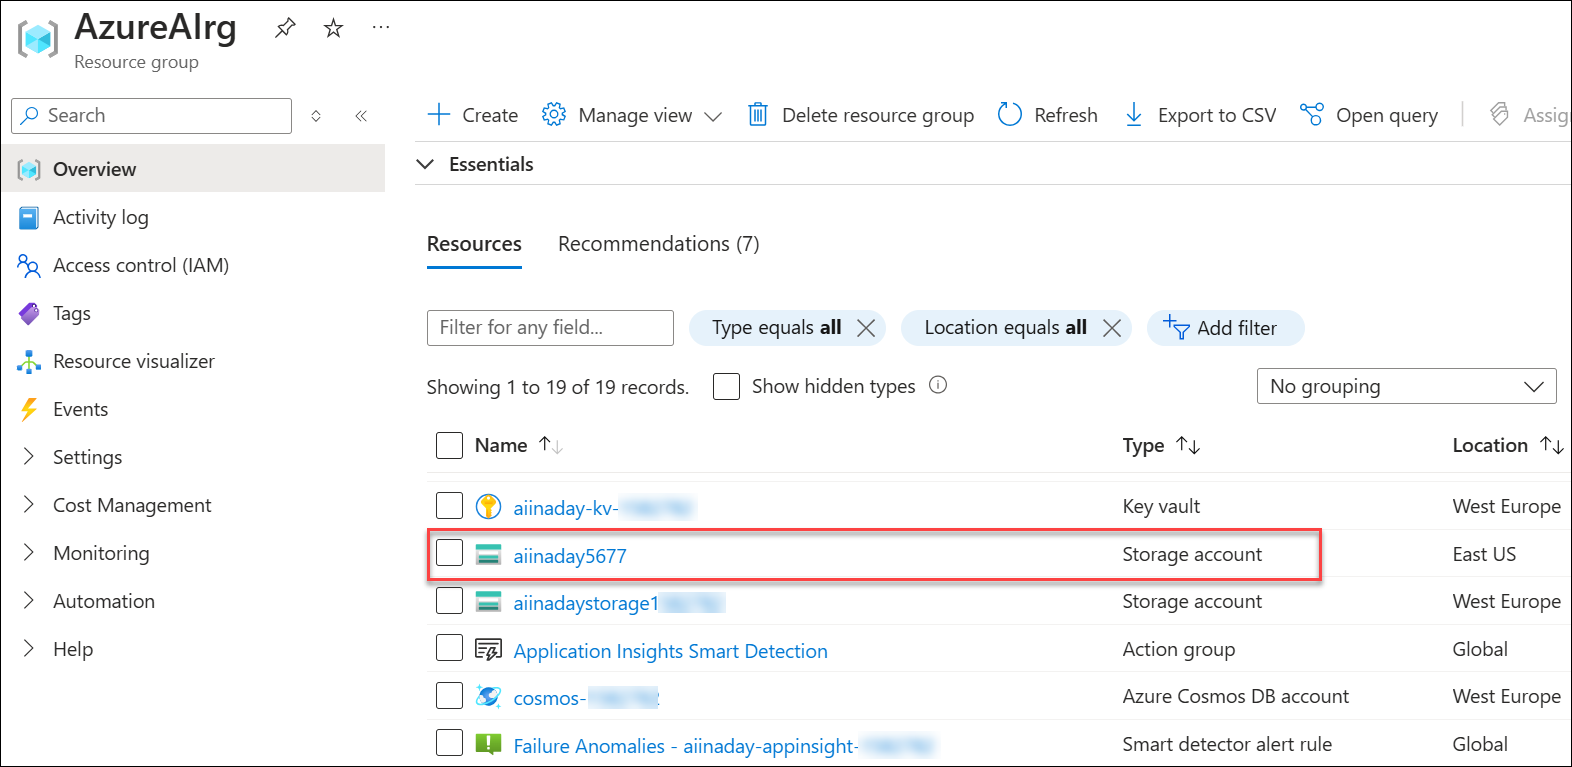 AzureAIrg
Resource group
Search
Create Manage view Delete resource group Refresh Export to CSV Open query Assig
Essentials
Overview
Activity log
Access control (IAM)
Tags
Resource visualizer
Events
Settings
Cost Management
Monitoring
Automation
Help
Resources Recommendations (7)
Filter for any field... Type equals all Location equals all Add filter
Showing 1 to 19 of 19 records. Show hidden types No grouping
Name Type Location
aiinaday-kv- Key vault West Europe
aiinaday5677 Storage account East US
aiinadaystorage1 Storage account West Europe
Application Insights Smart Detection Action group Global
cosmos- Azure Cosmos DB account West Europe
Failure Anomalies - aiinaday-appinsight- Smart detector alert rule Global